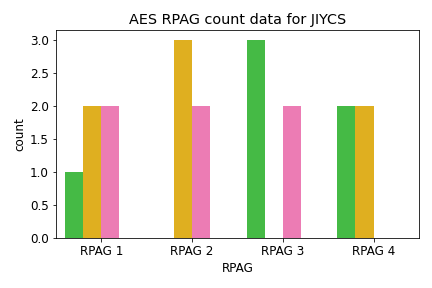 AES RPAG count data for JIYCS
3.0
2.5
2.0
1.5
1.0
0.5
0.0
count
RPAG 1 RPAG 2 RPAG 3 RPAG 4
RPAG